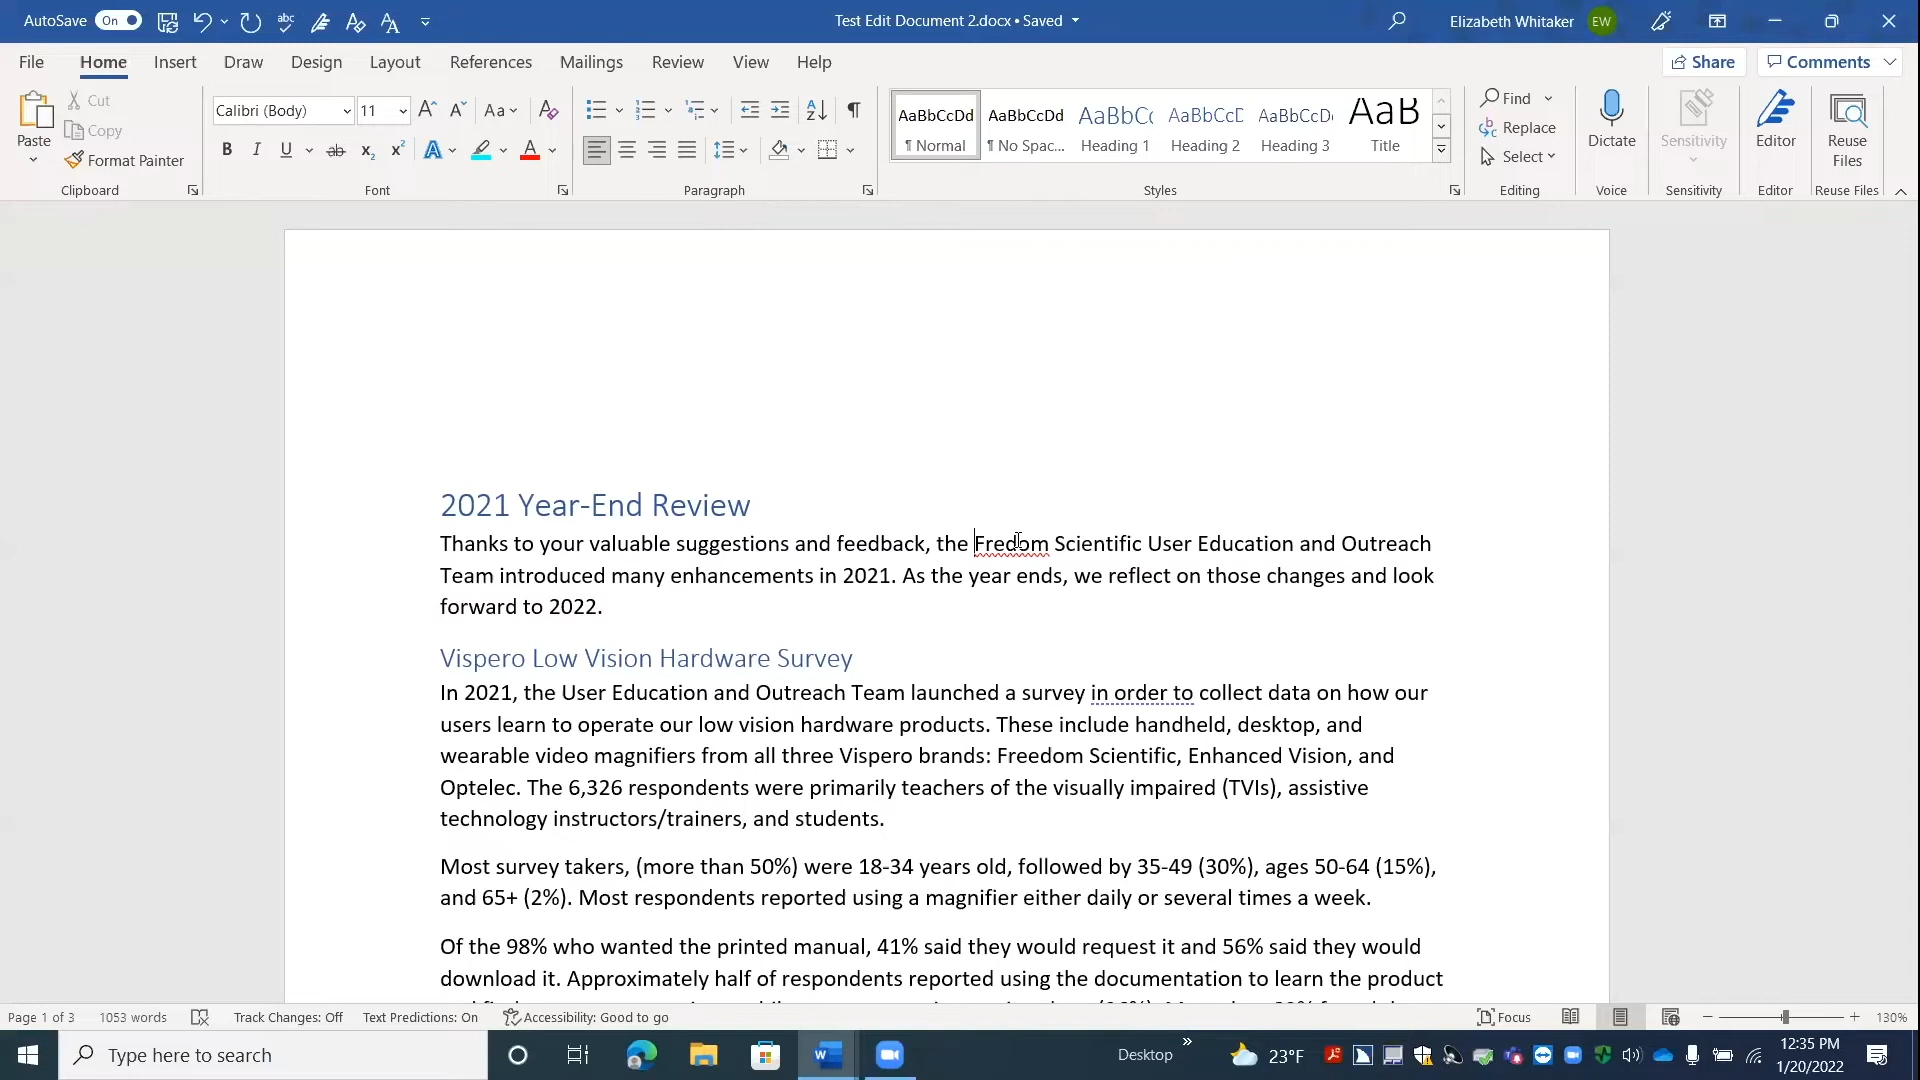 AutoSave On
Test Edit Document 2.docx • Saved
Elizabeth Whitaker EW
File Home Insert Draw Design Layout References Mailings Review View Help
Share Comments
Paste
Cut
Copy
Format Painter
Clipboard
Calibri (Body) 11
Font
Paragraph
AaBbCcDd
¶ Normal
AaBbCcDd
¶ No Spac...
AaBbC
Heading 1
AaBbCcD
Heading 2
AaBbCcD
Heading 3
AaB
Title
Styles
Find
Replace
Select
Editing
Dictate
Voice
Sensitivity
Sensitivity
Editor
Editor
Reuse
Files
Reuse Files
2021 Year-End Review
Thanks to your valuable suggestions and feedback, the Fredom Scientific User Education and Outreach
Team introduced many enhancements in 2021. As the year ends, we reflect on those changes and look
forward to 2022.
Vispero Low Vision Hardware Survey
In 2021, the User Education and Outreach Team launched a survey in order to collect data on how our
users learn to operate our low vision hardware products. These include handheld, desktop, and
wearable video magnifiers from all three Vispero brands: Freedom Scientific, Enhanced Vision, and
Optelec. The 6,326 respondents were primarily teachers of the visually impaired (TVIs), assistive
technology instructors/trainers, and students.
Most survey takers, (more than 50%) were 18-34 years old, followed by 35-49 (30%), ages 50-64 (15%),
and 65+ (2%). Most respondents reported using a magnifier either daily or several times a week.
Of the 98% who wanted the printed manual, 41% said they would request it and 56% said they would
download it. Approximately half of respondents reported using the documentation to learn the product
Page 1 of 3 1053 words Track Changes: Off Text Predictions: On Accessibility: Good to go
Focus 130%
Type here to search
Desktop
23°F
12:35 PM
1/20/2022